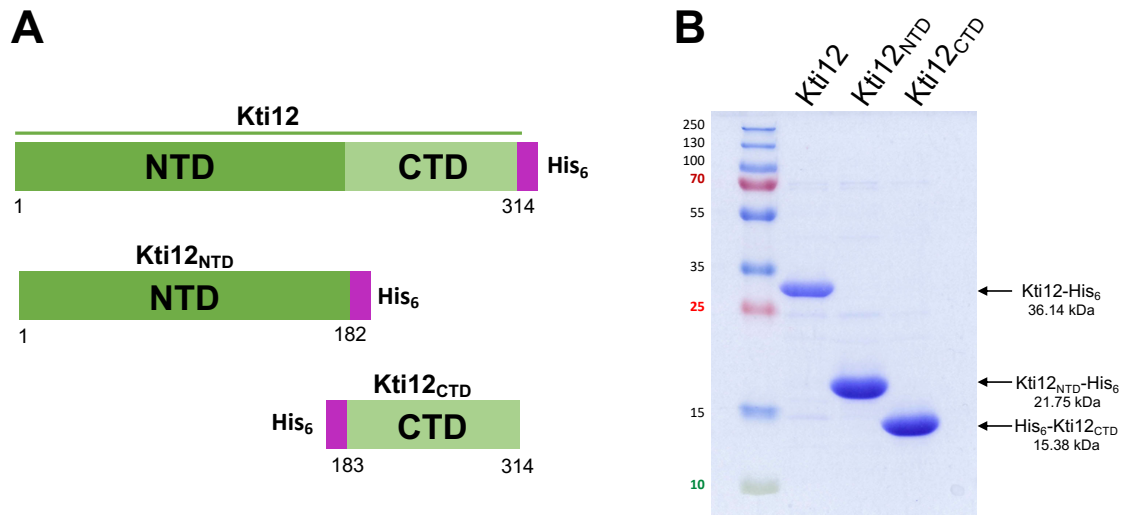 A
Kti12
NTD
CTD
His₆
1
314
Kti12NTD
NTD
His₆
1
182
Kti12CTD
His₆
CTD
183
314
B
Kti12
Kti12NTD
Kti12CTD
250
130
100
70
55
35
25
15
10
Kti12-His₆
36.14 kDa
Kti12NTD-His₆
21.75 kDa
His₆-Kti12CTD
15.38 kDa